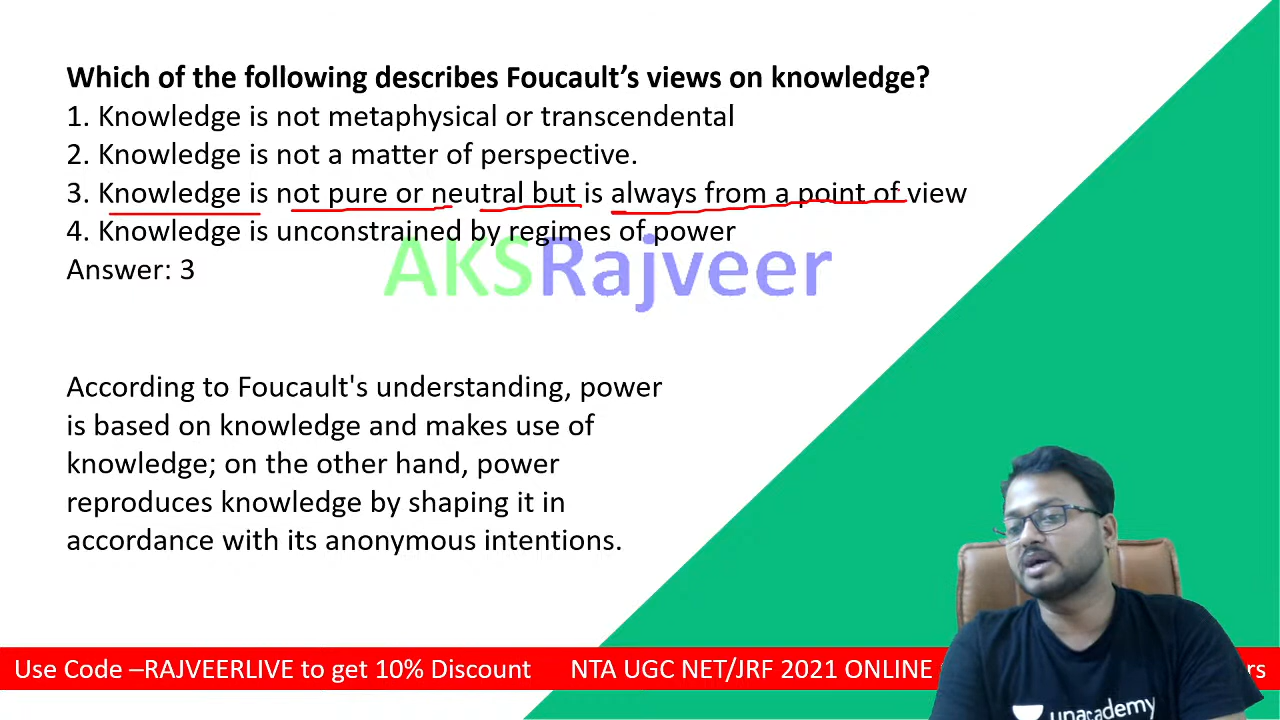 Which of the following describes Foucault’s views on knowledge?
1. Knowledge is not metaphysical or transcendental
2. Knowledge is not a matter of perspective.
3. Knowledge is not pure or neutral but is always from a point of view
4. Knowledge is unconstrained by regimes of power
AKSRajveer
Answer: 3
According to Foucault's understanding, power
is based on knowledge and makes use of
knowledge; on the other hand, power
reproduces knowledge by shaping it in
accordance with its anonymous intentions.
Use Code –RAJVEERLIVE to get 10% Discount NTA UGC NET/JRF 2021 ONLINE
unacademy